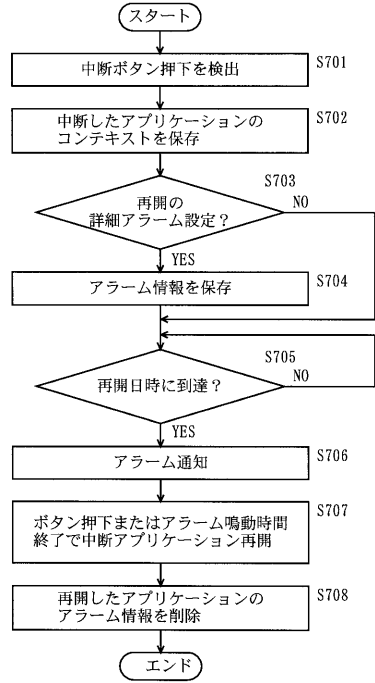 スタート
中断ボタン押下を検出
S701
中断したアプリケーションの
コンテキストを保存
S702
再開の
詳細アラーム設定？
S703
NO
YES
アラーム情報を保存
S704
再開日時に到達？
S705
NO
YES
アラーム通知
S706
ボタン押下またはアラーム鳴動時間
終了で中断アプリケーション再開
S707
再開したアプリケーションの
アラーム情報を削除
S708
エンド